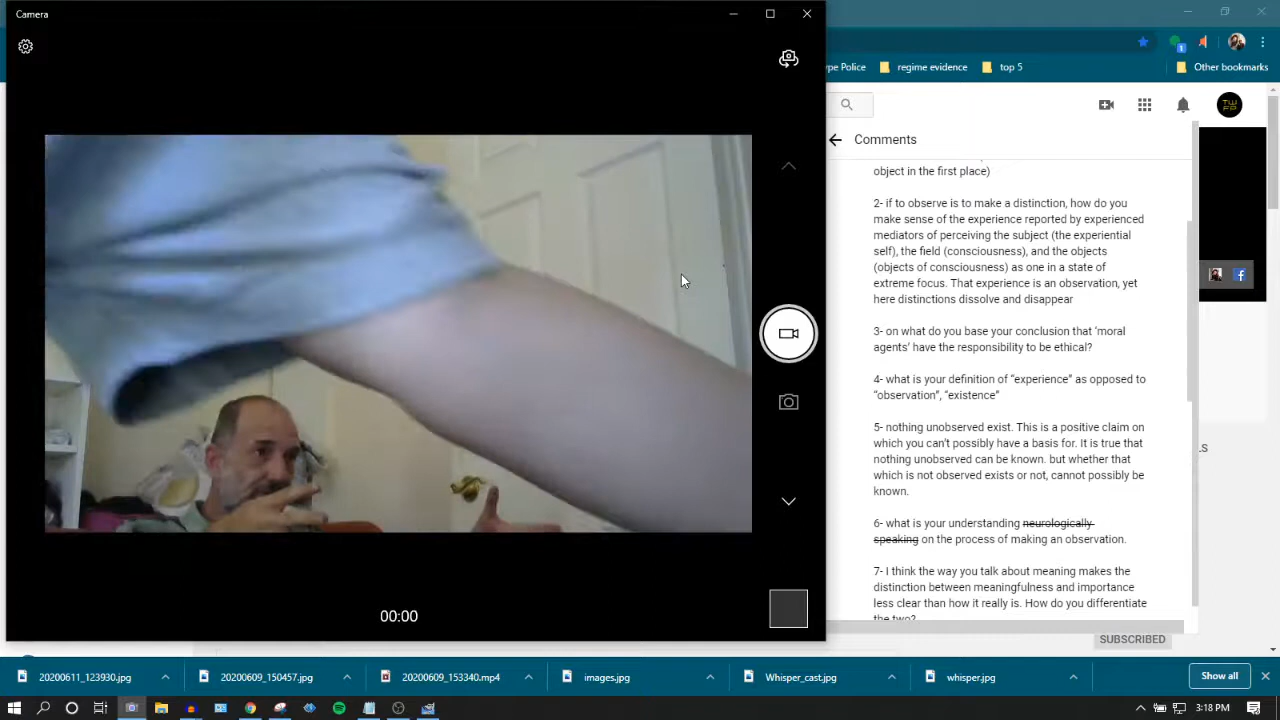 Camera
ype Police
regime evidence
top 5
Other bookmarks
1
TW
FP
Comments
object in the first place)
2- if to observe is to make a distinction, how do you
make sense of the experience reported by experienced
mediators of perceiving the subject (the experiential
self), the field (consciousness), and the objects
(objects of consciousness) as one in a state of
extreme focus. That experience is an observation, yet
here distinctions dissolve and disappear
3- on what do you base your conclusion that ‘moral
agents’ have the responsibility to be ethical?
4- what is your definition of “experience” as opposed to
“observation”, “existence”
5- nothing unobserved exist. This is a positive claim on
which you can’t possibly have a basis for. It is true that
nothing unobserved can be known. but whether that
which is not observed exists or not, cannot possibly be
known.
6- what is your understanding neurologically
speaking on the process of making an observation.
7- I think the way you talk about meaning makes the
distinction between meaningfulness and importance
less clear than how it really is. How do you differentiate
the two?
00:00
SUBSCRIBED
20200611_123930.jpg
20200609_150457.jpg
20200609_153340.mp4
images.jpg
Whisper_cast.jpg
whisper.jpg
Show all
3:18 PM